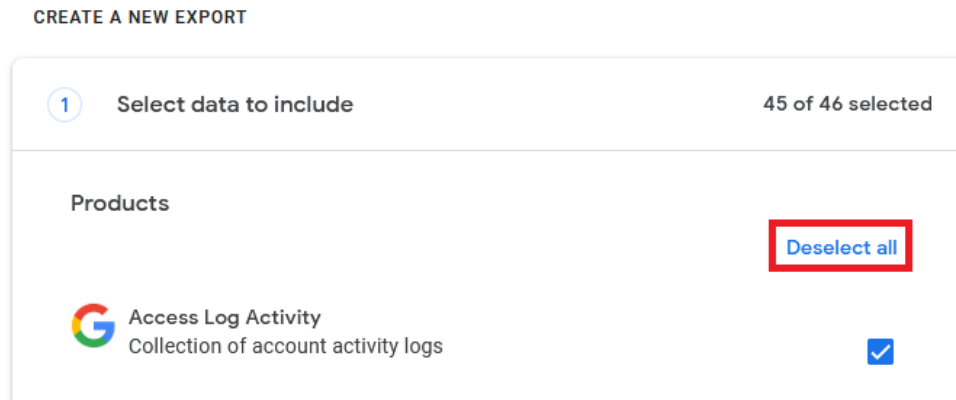 CREATE A NEW EXPORT
1 Select data to include 45 of 46 selected
Products
Deselect all
Access Log Activity
Collection of account activity logs